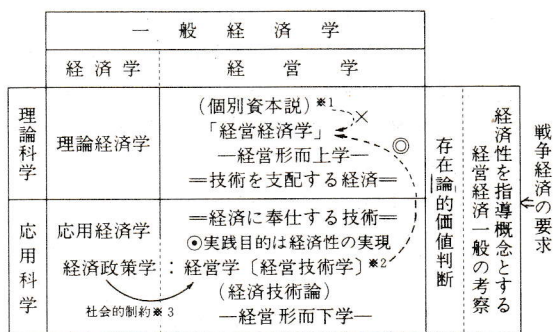 一般経済学
経済学
経営学
理論科学
理論経済学
(個別資本説)※1
×
「経営経済学」
◎
―経営形而上学―
＝技術を支配する経済＝
応用科学
応用経済学
＝経済に奉仕する技術＝
◉実践目的は経済性の実現
経済政策学：経営学〔経営技術学〕※2
(経済技術論)
社会的制約※3
―経営形而下学―
存在論的価値判断
経済性を指導概念とする
経営経済一般の考察
戦争経済の要求